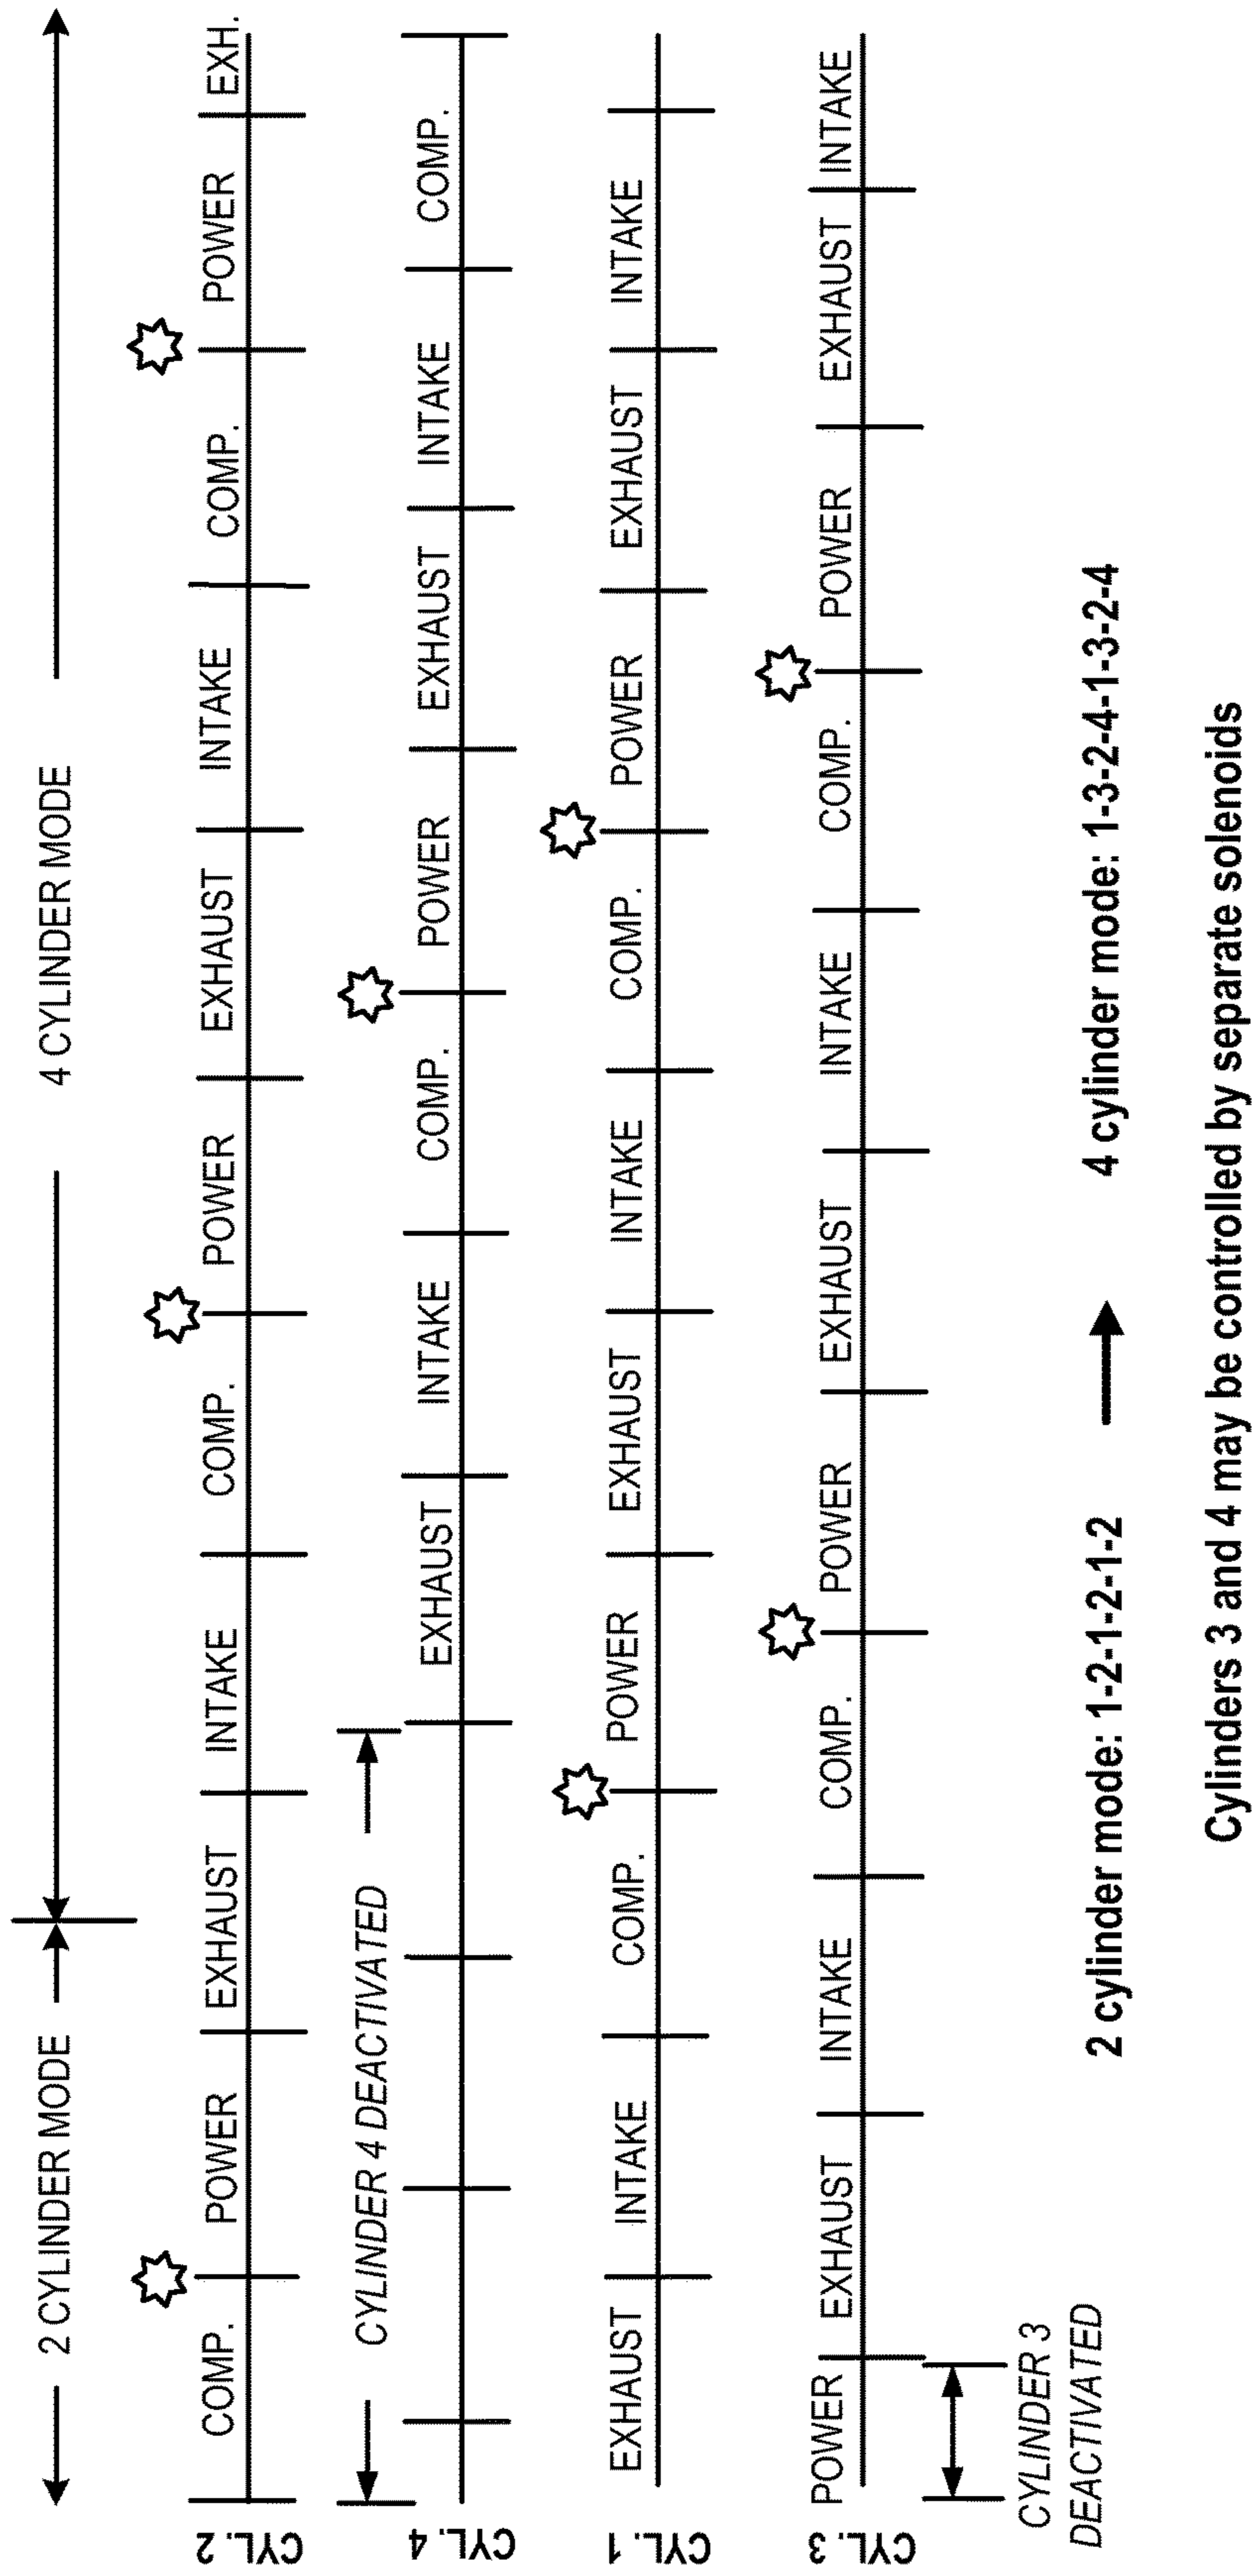 2 CYLINDER MODE 4 CYLINDER MODE
CYL. 2 COMP. POWER EXHAUST INTAKE COMP. POWER EXHAUST INTAKE COMP. POWER EXH.
CYLINDER 4 DEACTIVATED
CYL. 4 EXHAUST INTAKE COMP. POWER EXHAUST INTAKE COMP.
CYL. 1 EXHAUST INTAKE COMP. POWER EXHAUST INTAKE COMP. POWER EXHAUST INTAKE
CYL. 3 POWER EXHAUST INTAKE COMP. POWER EXHAUST INTAKE COMP. POWER EXHAUST INTAKE
CYLINDER 3
DEACTIVATED
2 cylinder mode: 1-2-1-2-1-2 4 cylinder mode: 1-3-2-4-1-3-2-4
Cylinders 3 and 4 may be controlled by separate solenoids